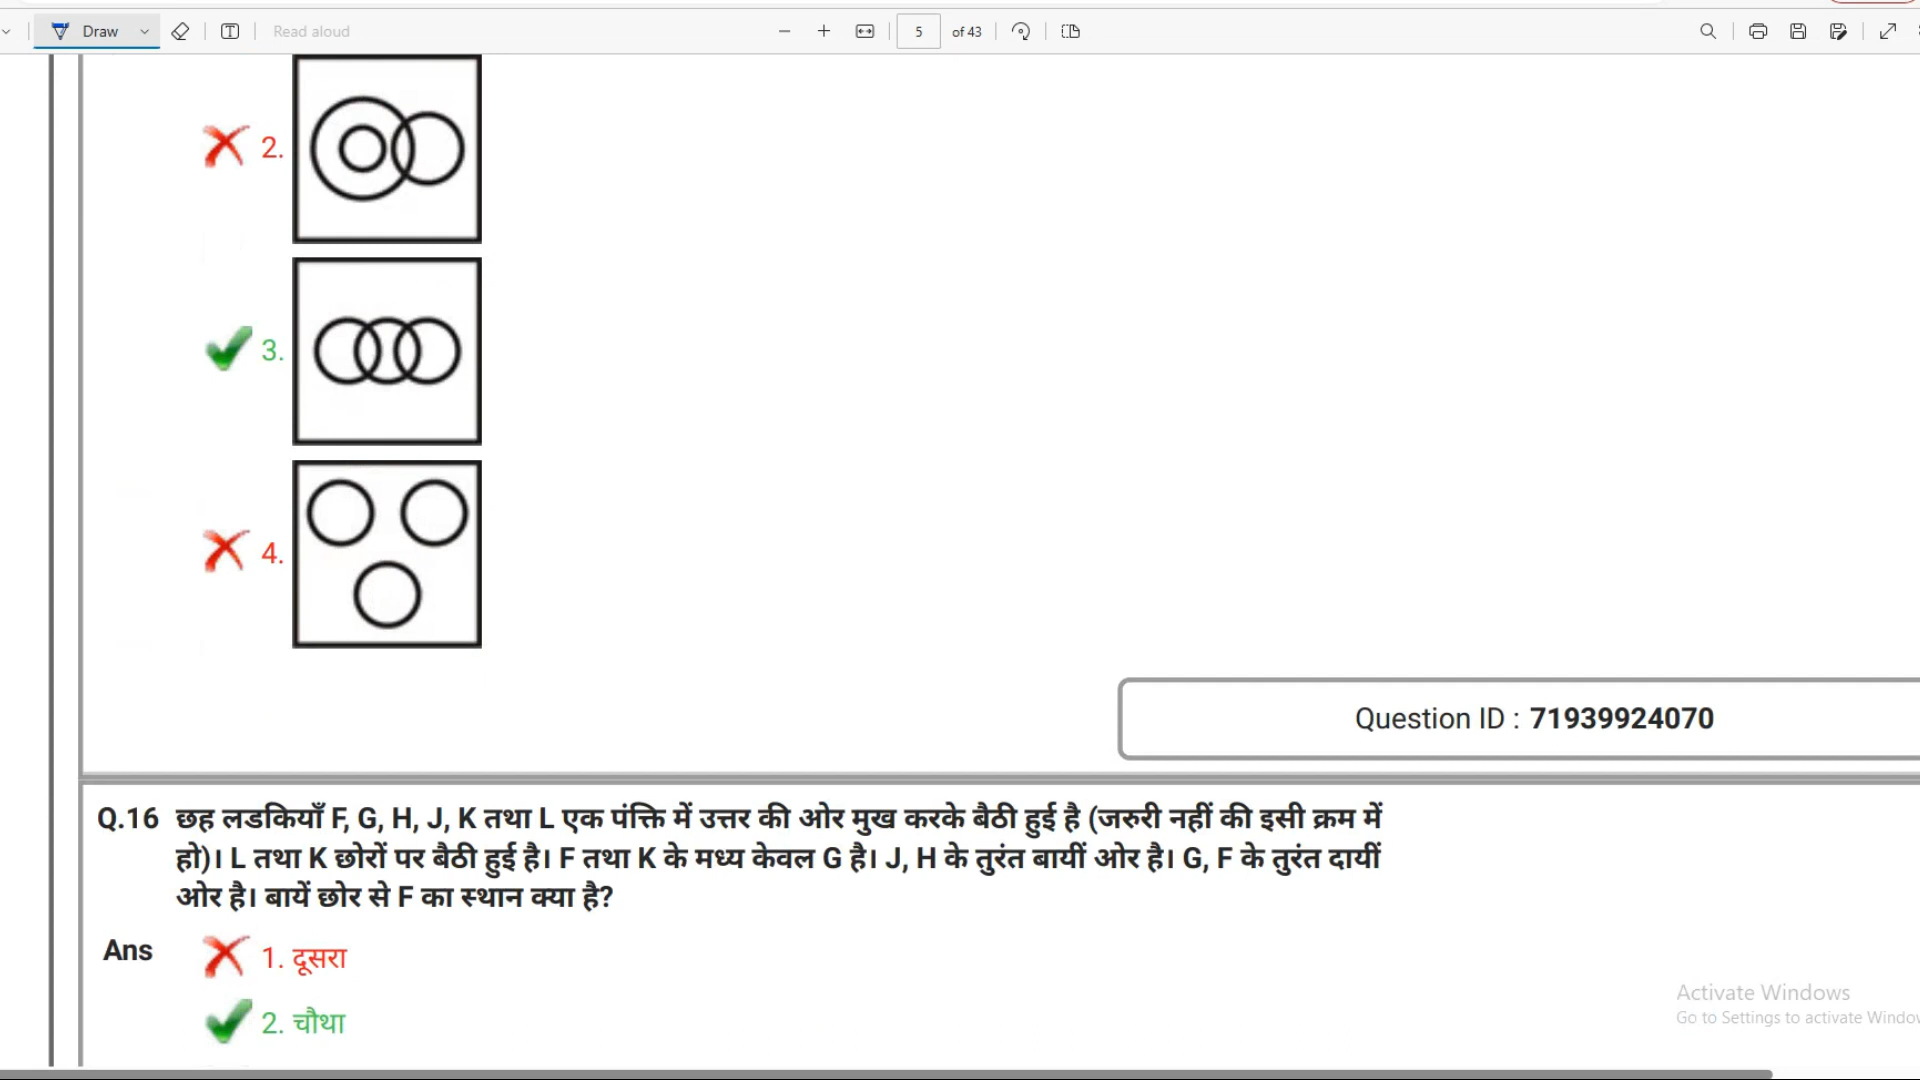 Draw
Read aloud
5 of 43
2.
3.
4.
Question ID : 71939924070
Q.16 छह लडकियाँ F, G, H, J, K तथा L एक पंक्ति में उत्तर की ओर मुख करके बैठी हुई है (जरुरी नहीं की इसी क्रम में
हो)। L तथा K छोरों पर बैठी हुई है। F तथा K के मध्य केवल G है। J, H के तुरंत बायीं ओर है। G, F के तुरंत दायीं
ओर है। बायें छोर से F का स्थान क्या है?
Ans
1. दूसरा
2. चौथा
Activate Windows
Go to Settings to activate Window